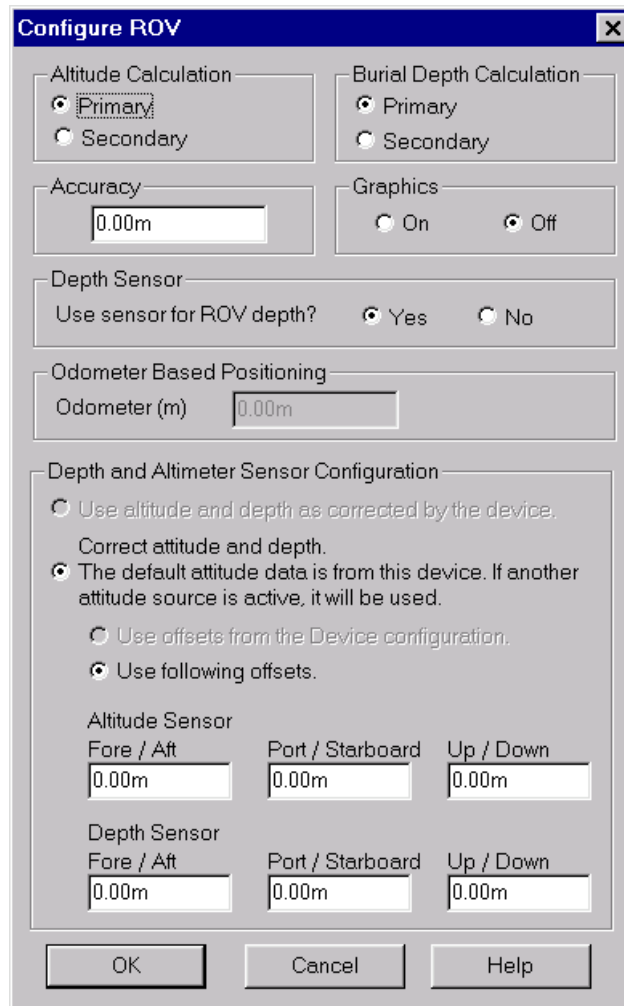 Configure ROV
Altitude Calculation
Primary
Secondary
Burial Depth Calculation
Primary
Secondary
Accuracy
0.00m
Graphics
On Off
Depth Sensor
Use sensor for ROV depth? Yes No
Odometer Based Positioning
Odometer (m) 0.00m
Depth and Altimeter Sensor Configuration
Use altitude and depth as corrected by the device.
Correct attitude and depth.
The default attitude data is from this device. If another
attitude source is active, it will be used.
Use offsets from the Device configuration.
Use following offsets.
Altitude Sensor
Fore / Aft Port / Starboard Up / Down
0.00m 0.00m 0.00m
Depth Sensor
Fore / Aft Port / Starboard Up / Down
0.00m 0.00m 0.00m
OK Cancel Help